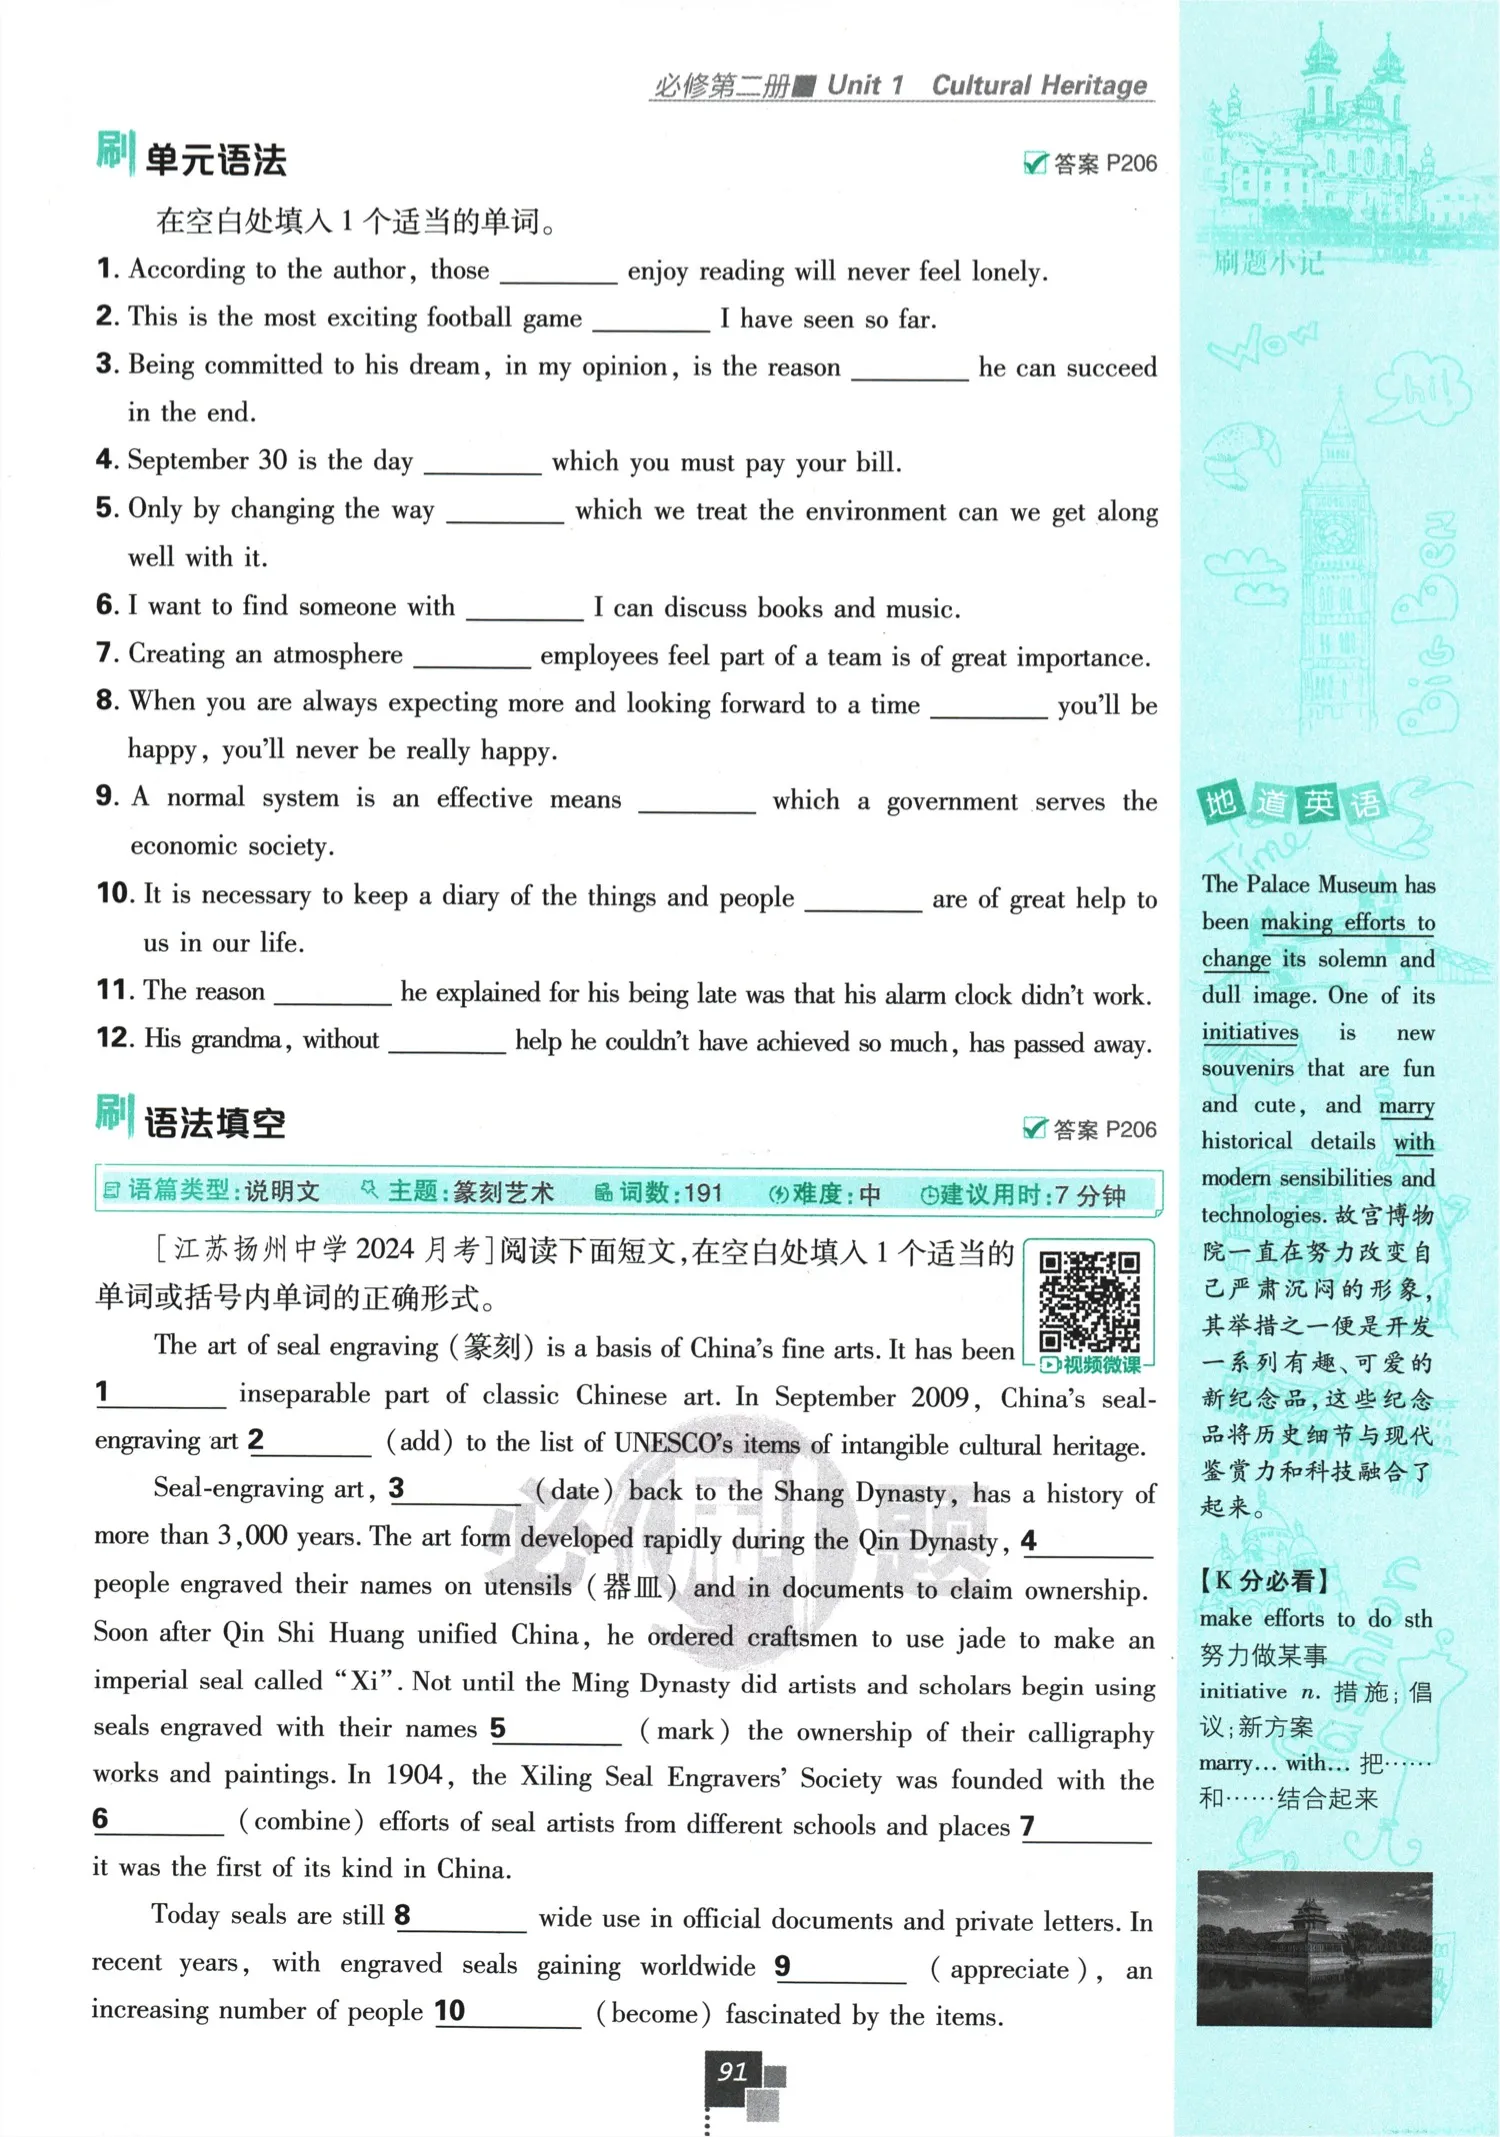 必修第二册 Unit 1 Cultural Heritage
刷 单元语法
答案 P206
在空白处填入 1 个适当的单词。
1. According to the author, those ________ enjoy reading will never feel lonely.
2. This is the most exciting football game ________ I have seen so far.
3. Being committed to his dream, in my opinion, is the reason ________ he can succeed
in the end.
4. September 30 is the day ________ which you must pay your bill.
5. Only by changing the way ________ which we treat the environment can we get along
well with it.
6. I want to find someone with ________ I can discuss books and music.
7. Creating an atmosphere ________ employees feel part of a team is of great importance.
8. When you are always expecting more and looking forward to a time ________ you'll be
happy, you'll never be really happy.
9. A normal system is an effective means ________ which a government serves the
economic society.
10. It is necessary to keep a diary of the things and people ________ are of great help to
us in our life.
11. The reason ________ he explained for his being late was that his alarm clock didn't work.
12. His grandma, without ________ help he couldn't have achieved so much, has passed away.
刷 语法填空
答案 P206
语篇类型:说明文 主题:篆刻艺术 词数:191 难度:中 建议用时:7 分钟
[江苏扬州中学 2024 月考]阅读下面短文,在空白处填入 1 个适当的
单词或括号内单词的正确形式。
视频微课
The art of seal engraving (篆刻) is a basis of China's fine arts. It has been
1________ inseparable part of classic Chinese art. In September 2009, China's seal-
engraving art 2________ (add) to the list of UNESCO's items of intangible cultural heritage.
Seal-engraving art, 3________ (date) back to the Shang Dynasty, has a history of
more than 3,000 years. The art form developed rapidly during the Qin Dynasty, 4________
people engraved their names on utensils (器皿) and in documents to claim ownership.
Soon after Qin Shi Huang unified China, he ordered craftsmen to use jade to make an
imperial seal called “Xi”. Not until the Ming Dynasty did artists and scholars begin using
seals engraved with their names 5________ (mark) the ownership of their calligraphy
works and paintings. In 1904, the Xiling Seal Engravers' Society was founded with the
6________ (combine) efforts of seal artists from different schools and places 7________
it was the first of its kind in China.
Today seals are still 8________ wide use in official documents and private letters. In
recent years, with engraved seals gaining worldwide 9________ (appreciate), an
increasing number of people 10________ (become) fascinated by the items.
必刷题
91
刷题小记
Wow
hi!
Big Ben
地道英语
Time
The Palace Museum has
been making efforts to
change its solemn and
dull image. One of its
initiatives is new
souvenirs that are fun
and cute, and marry
historical details with
modern sensibilities and
technologies. 故宫博物
院一直在努力改变自
己严肃沉闷的形象,
其举措之一便是开发
一系列有趣、可爱的
新纪念品,这些纪念
品将历史细节与现代
鉴赏力和科技融合了
起来。
【K 分必看】
make efforts to do sth
努力做某事
initiative n. 措施;倡
议;新方案
marry… with… 把……
和……结合起来